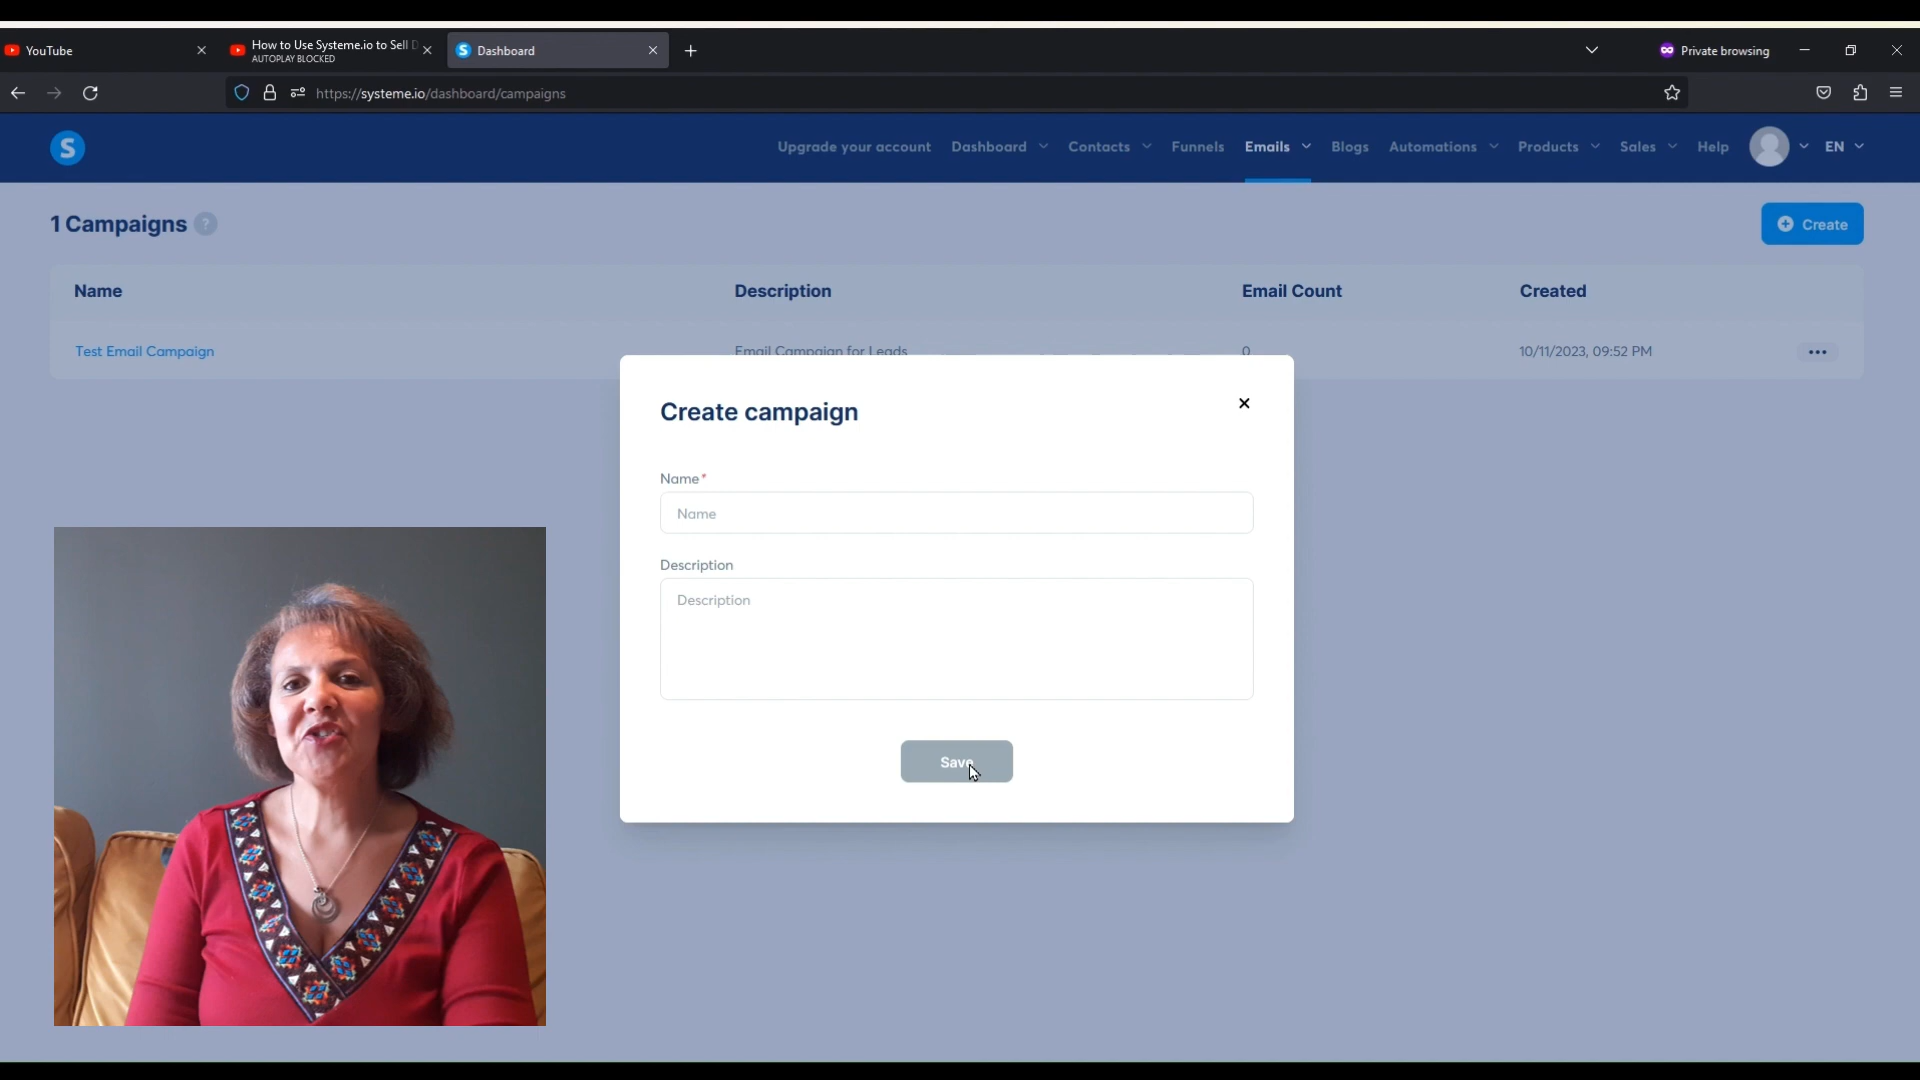 YouTube
How to Use Systeme.io to Sell D
AUTOPLAY BLOCKED
S Dashboard
Private browsing
https://systeme.io/dashboard/campaigns
S
Upgrade your account Dashboard Contacts Funnels Emails Blogs Automations Products Sales Help EN
1 Campaigns ?
Create
Name Description Email Count Created
Test Email Campaign Email Campaign for Leads 0 10/11/2023, 09:52 PM
Create campaign
Name*
Name
Description
Description
Save